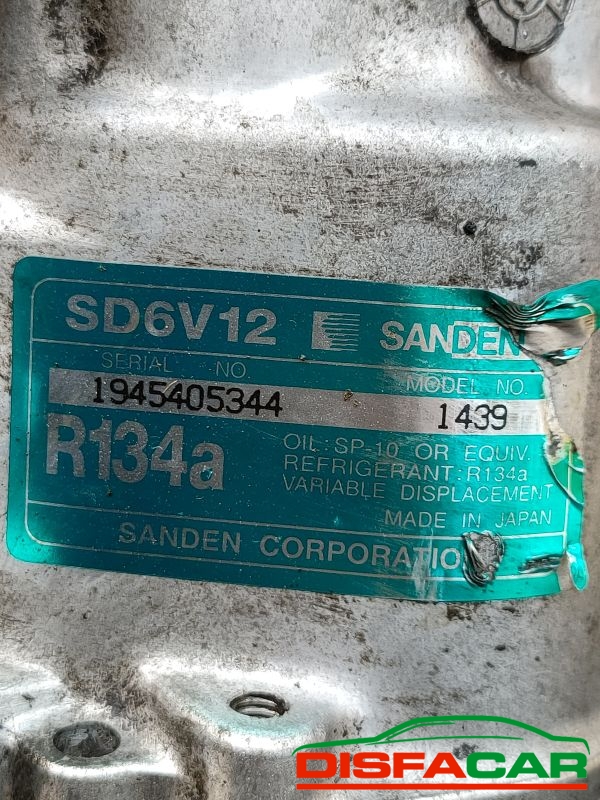 SD6V12 SANDEN
SERIAL NO. MODEL NO.
1945405344 1439
R134a
OIL: SP-10 OR EQUIV.
REFRIGERANT: R134a
VARIABLE DISPLACEMENT
MADE IN JAPAN
SANDEN CORPORATION
DISFACAR